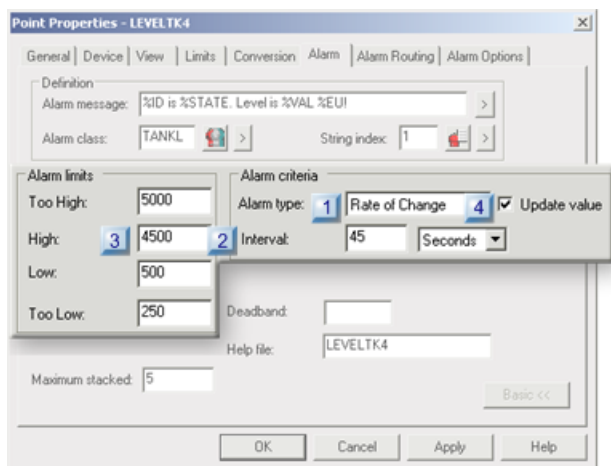 Point Properties - LEVELTK4
General Device View Limits Conversion Alarm Alarm Routing Alarm Options
Definition
Alarm message: %ID is %STATE. Level is %VAL %EU! >
Alarm class: TANKL > String index: 1 >
Alarm limits
Too High: 5000
High: 3 4500
Low: 500
Too Low: 250
Alarm criteria
Alarm type: 1 Rate of Change 4 Update value
2 Interval: 45 Seconds
Deadband:
Help file: LEVELTK4
Maximum stacked: 5
Basic <<
OK Cancel Apply Help